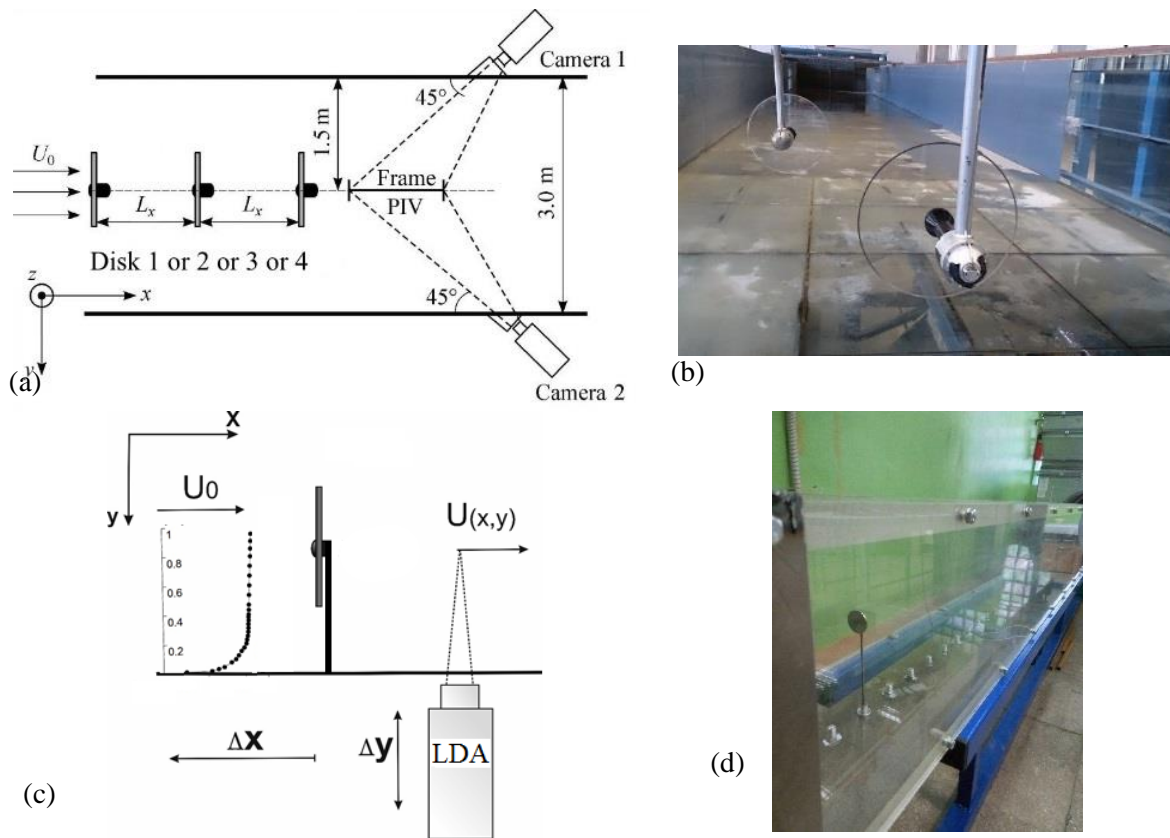 Camera 1
45°
1.5 m
U₀
Frame
PIV
3.0 m
Lₓ
Lₓ
Disk 1 or 2 or 3 or 4
z
x
45°
y
(a)
Camera 2
(b)
x
U₀
y
U(x,y)
1
0.8
0.6
0.4
0.2
Δx
Δy
LDA
(c)
(d)